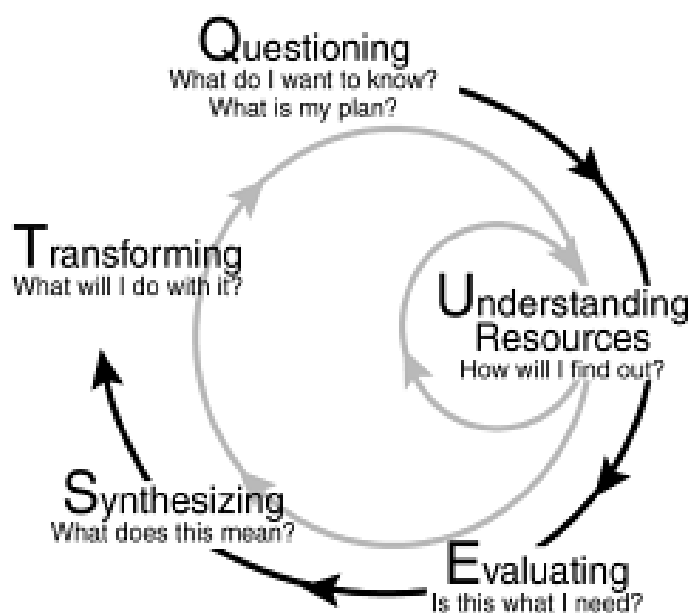 Questioning
What do I want to know?
What is my plan?
Understanding
Resources
How will I find out?
Evaluating
Is this what I need?
Synthesizing
What does this mean?
Transforming
What will I do with it?